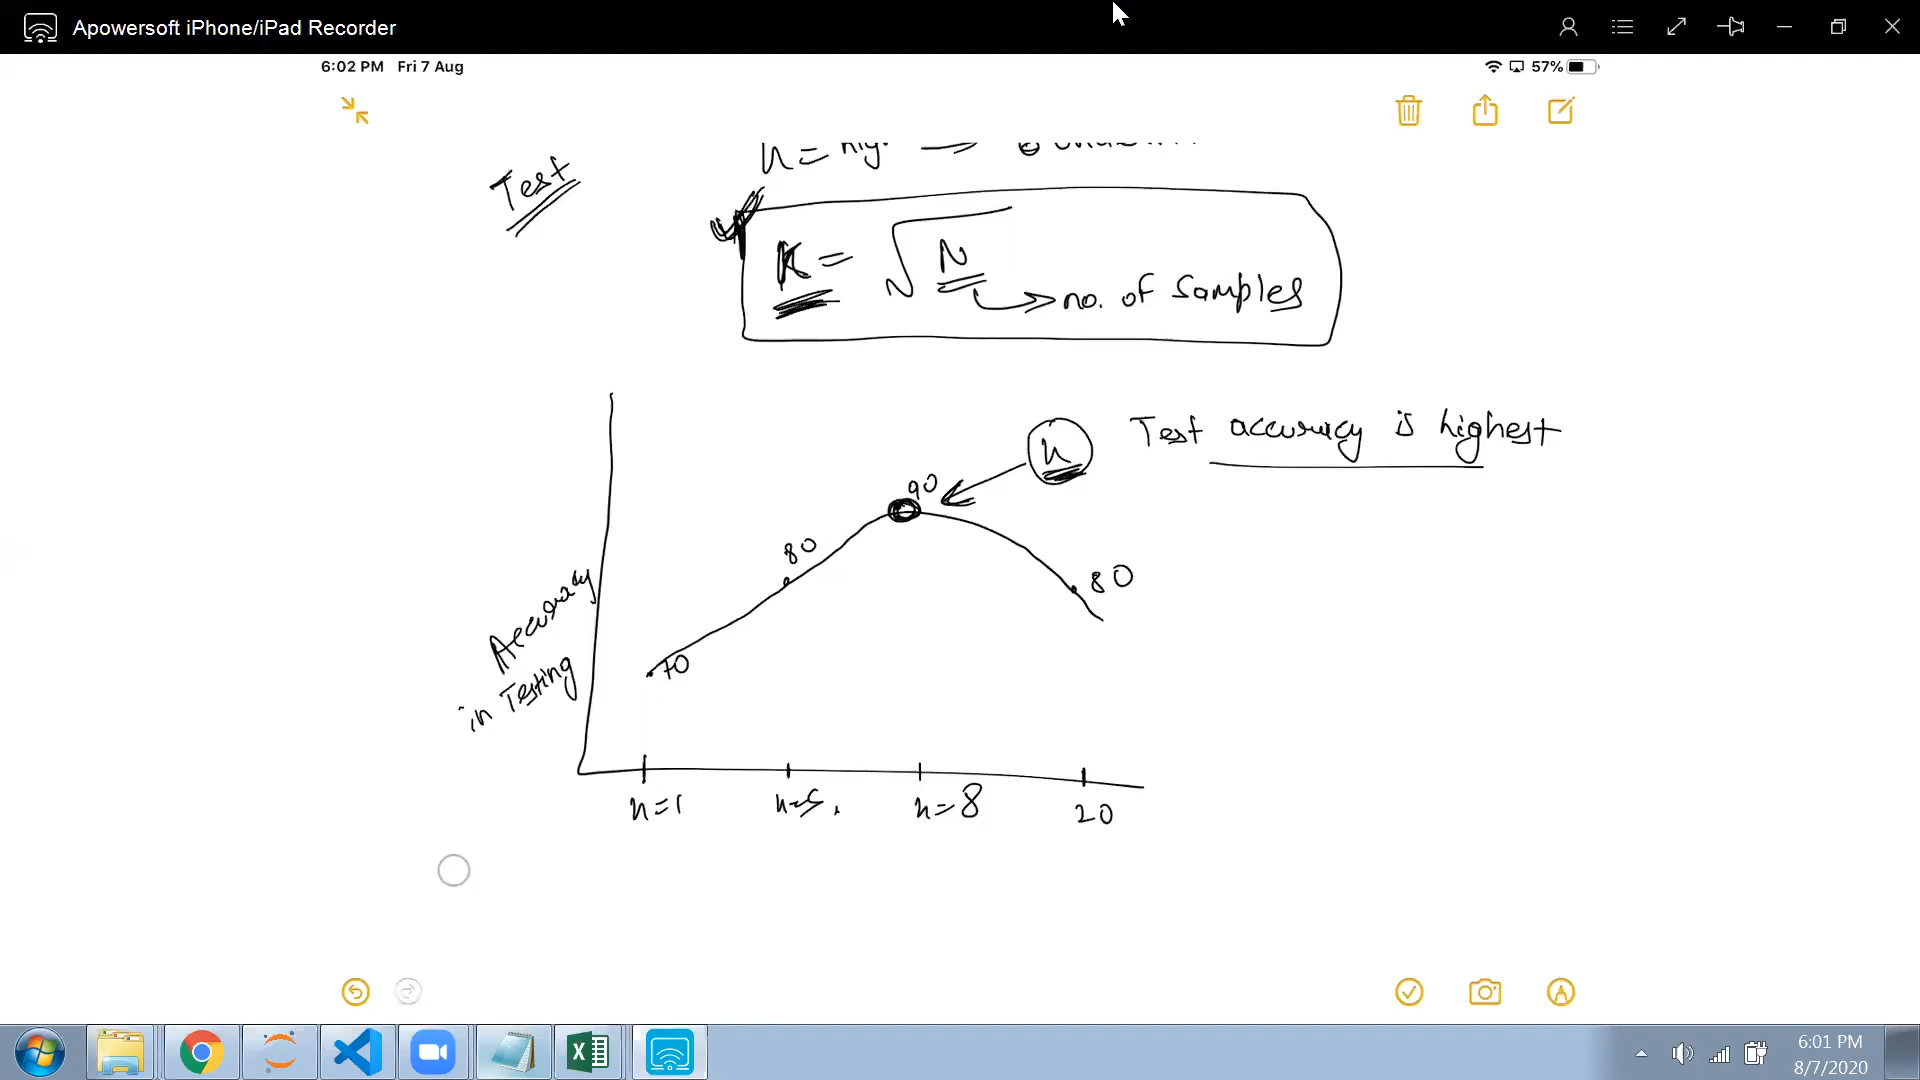 Apowersoft iPhone/iPad Recorder
6:02 PM Fri 7 Aug
57%
Test
K = √N
no. of samples
Test accuracy is highest
k
90
80
80
70
Accuracy
in Testing
k=1
k=5.
k=8
20
6:01 PM
8/7/2020